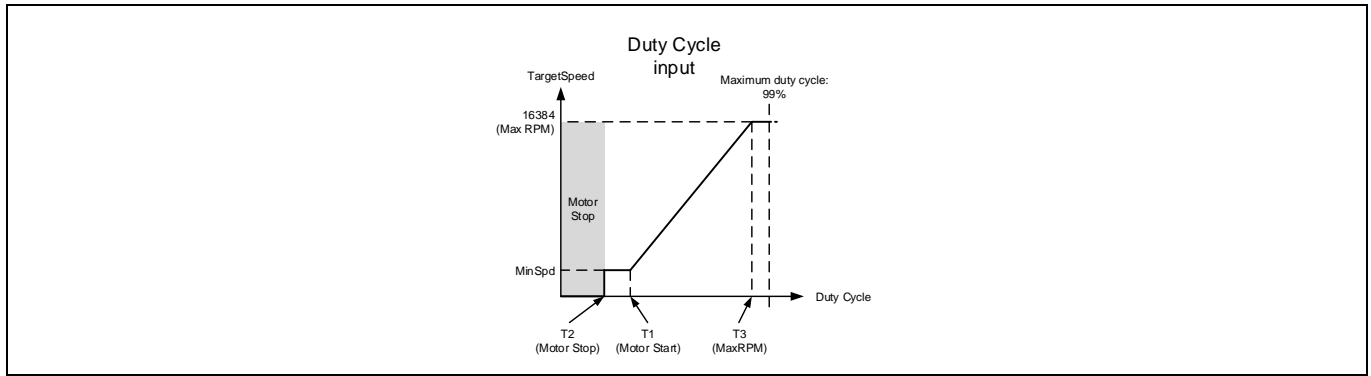 Duty Cycle
input
TargetSpeed
Maximum duty cycle:
99%
16384
(Max RPM)
Motor
Stop
MinSpd
Duty Cycle
T2
(Motor Stop)
T1
(Motor Start)
T3
(MaxRPM)